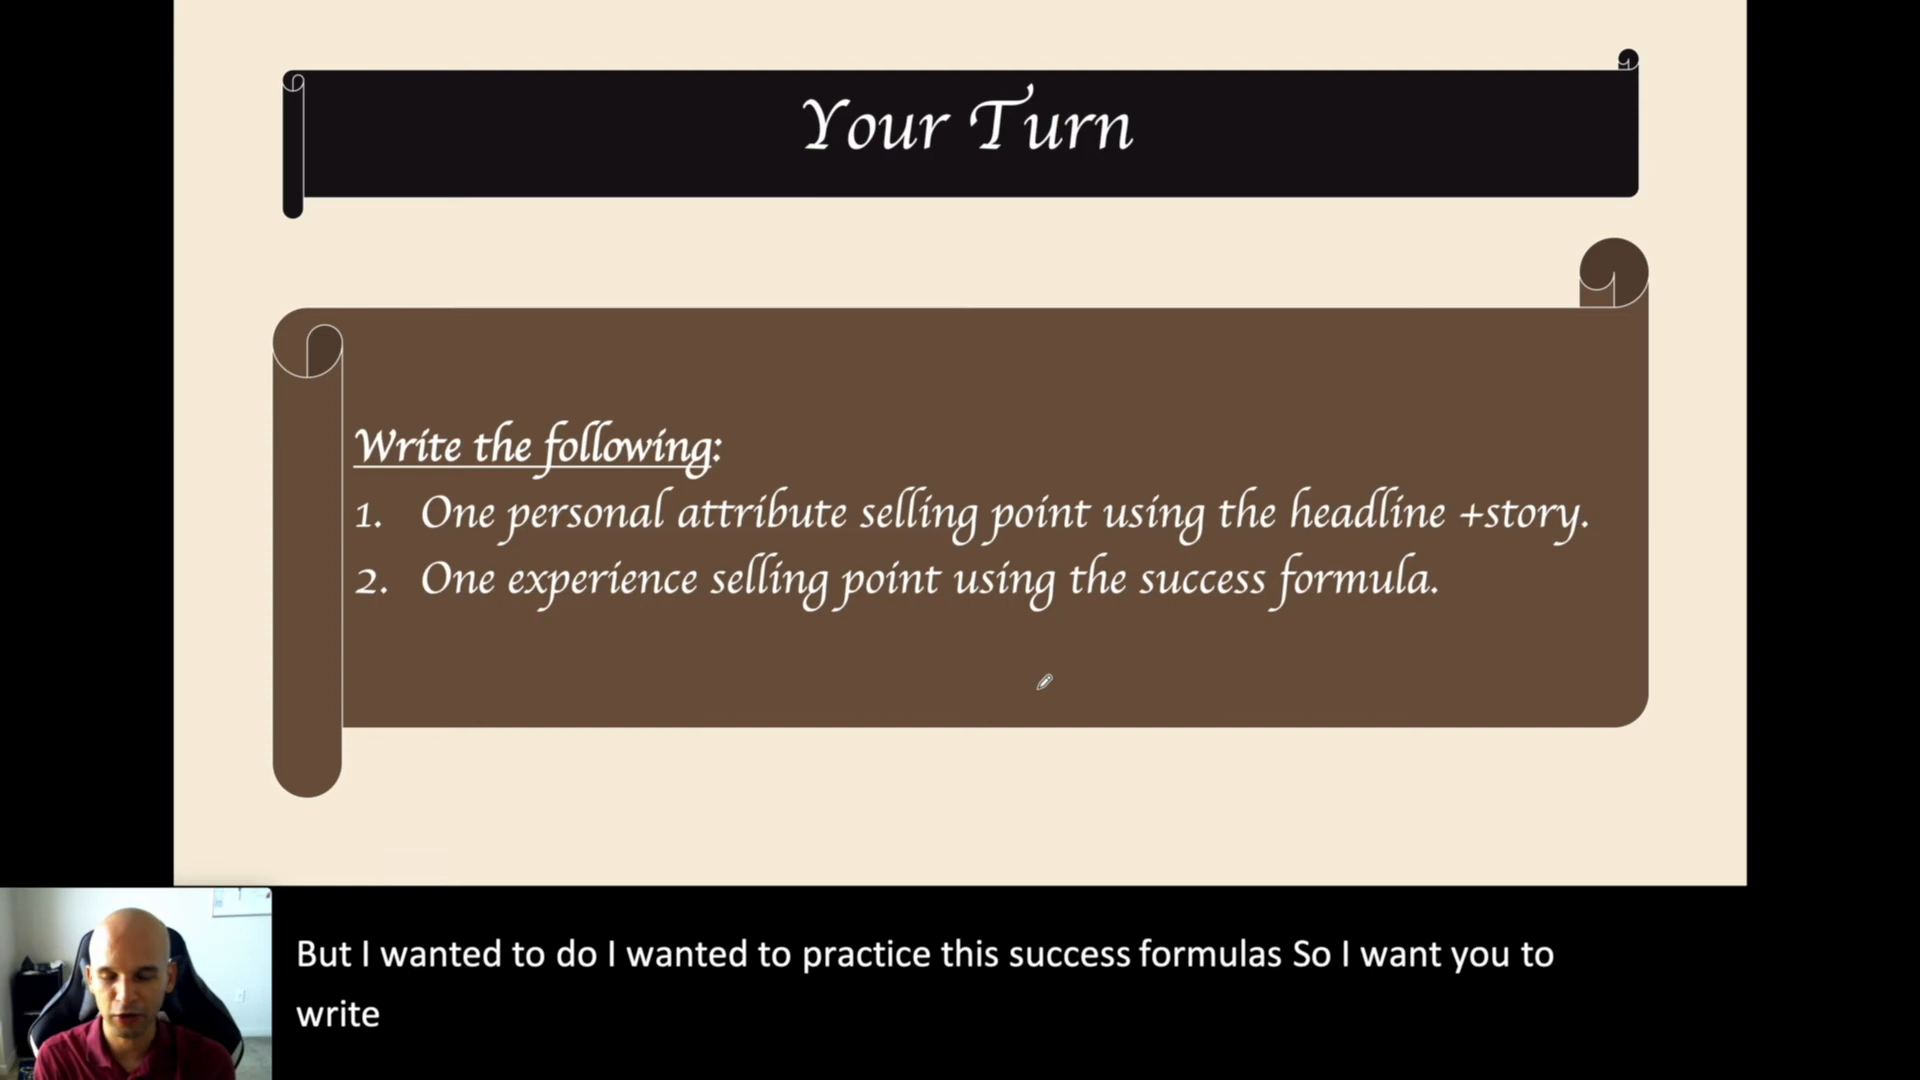 Your Turn
Write the following:
1. One personal attribute selling point using the headline +story.
2. One experience selling point using the success formula.
But I wanted to do I wanted to practice this success formulas So I want you to
write